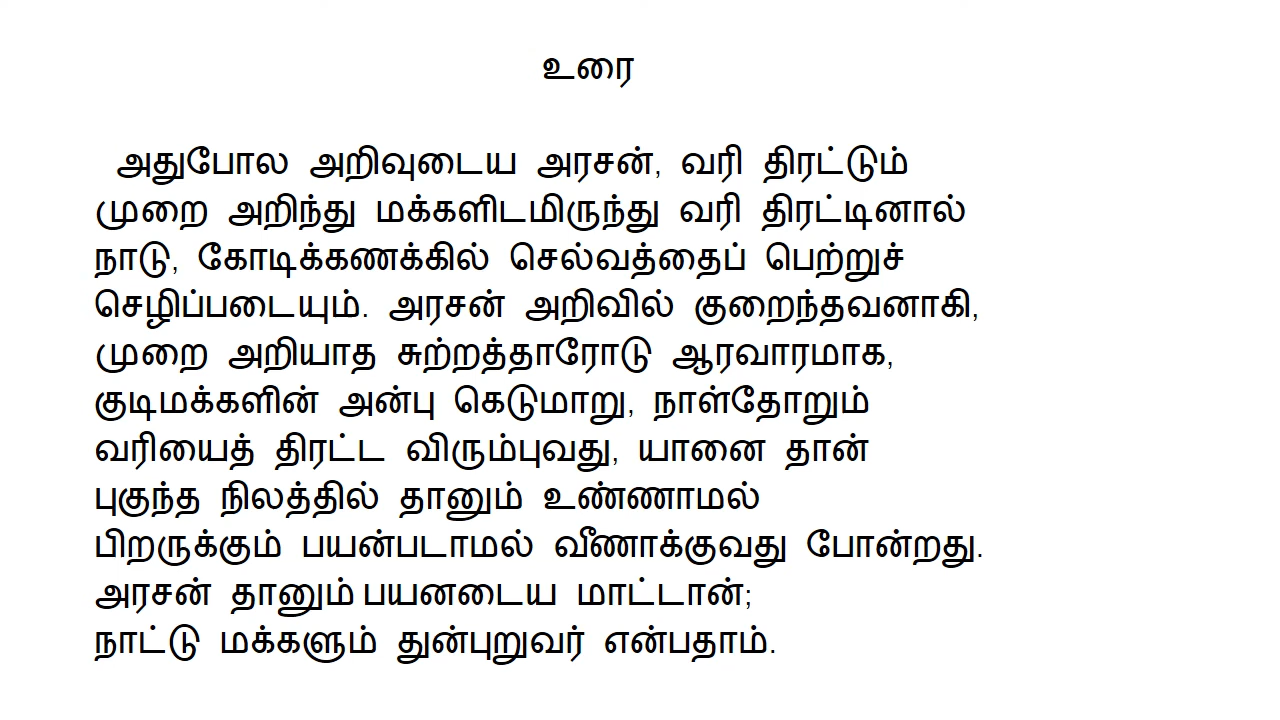 உரை
அதுபோல அறிவுடைய அரசன், வரி திரட்டும்
முறை அறிந்து மக்களிடமிருந்து வரி திரட்டினால்
நாடு, கோடிக்கணக்கில் செல்வத்தைப் பெற்றுச்
செழிப்படையும். அரசன் அறிவில் குறைந்தவனாகி,
முறை அறியாத சுற்றத்தாரோடு ஆரவாரமாக,
குடிமக்களின் அன்பு கெடுமாறு, நாள்தோறும்
வரியைத் திரட்ட விரும்புவது, யானை தான்
புகுந்த நிலத்தில் தானும் உண்ணாமல்
பிறருக்கும் பயன்படாமல் வீணாக்குவது போன்றது.
அரசன் தானும் பயனடைய மாட்டான்;
நாட்டு மக்களும் துன்புறுவர் என்பதாம்.